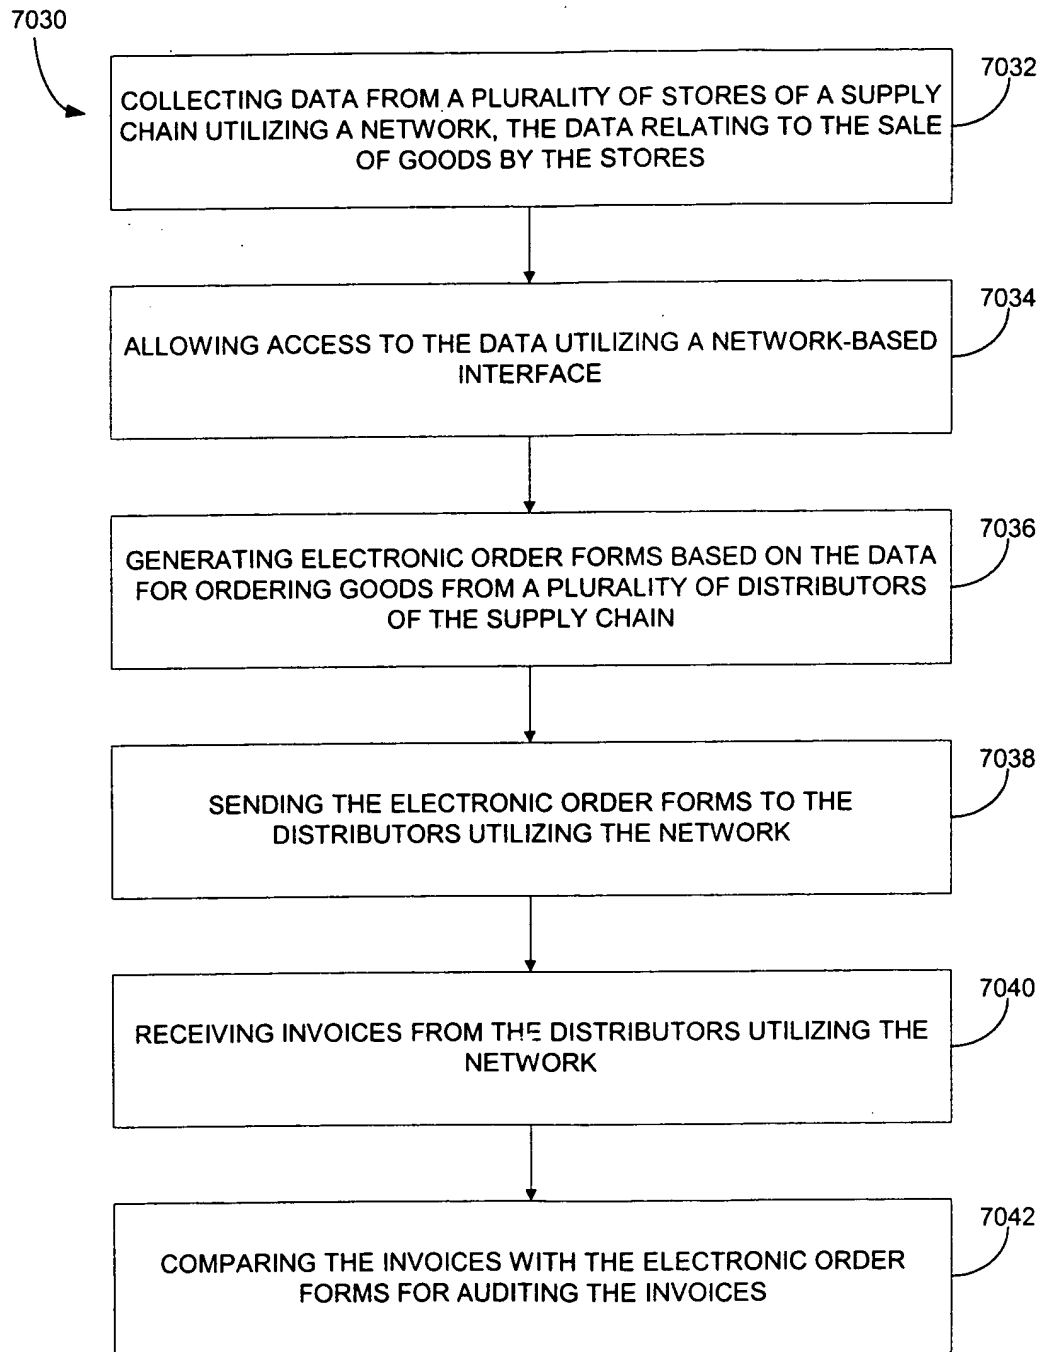 7030
7032
COLLECTING DATA FROM A PLURALITY OF STORES OF A SUPPLY
CHAIN UTILIZING A NETWORK, THE DATA RELATING TO THE SALE
OF GOODS BY THE STORES
7034
ALLOWING ACCESS TO THE DATA UTILIZING A NETWORK-BASED
INTERFACE
7036
GENERATING ELECTRONIC ORDER FORMS BASED ON THE DATA
FOR ORDERING GOODS FROM A PLURALITY OF DISTRIBUTORS
OF THE SUPPLY CHAIN
7038
SENDING THE ELECTRONIC ORDER FORMS TO THE
DISTRIBUTORS UTILIZING THE NETWORK
7040
RECEIVING INVOICES FROM THE DISTRIBUTORS UTILIZING THE
NETWORK
7042
COMPARING THE INVOICES WITH THE ELECTRONIC ORDER
FORMS FOR AUDITING THE INVOICES